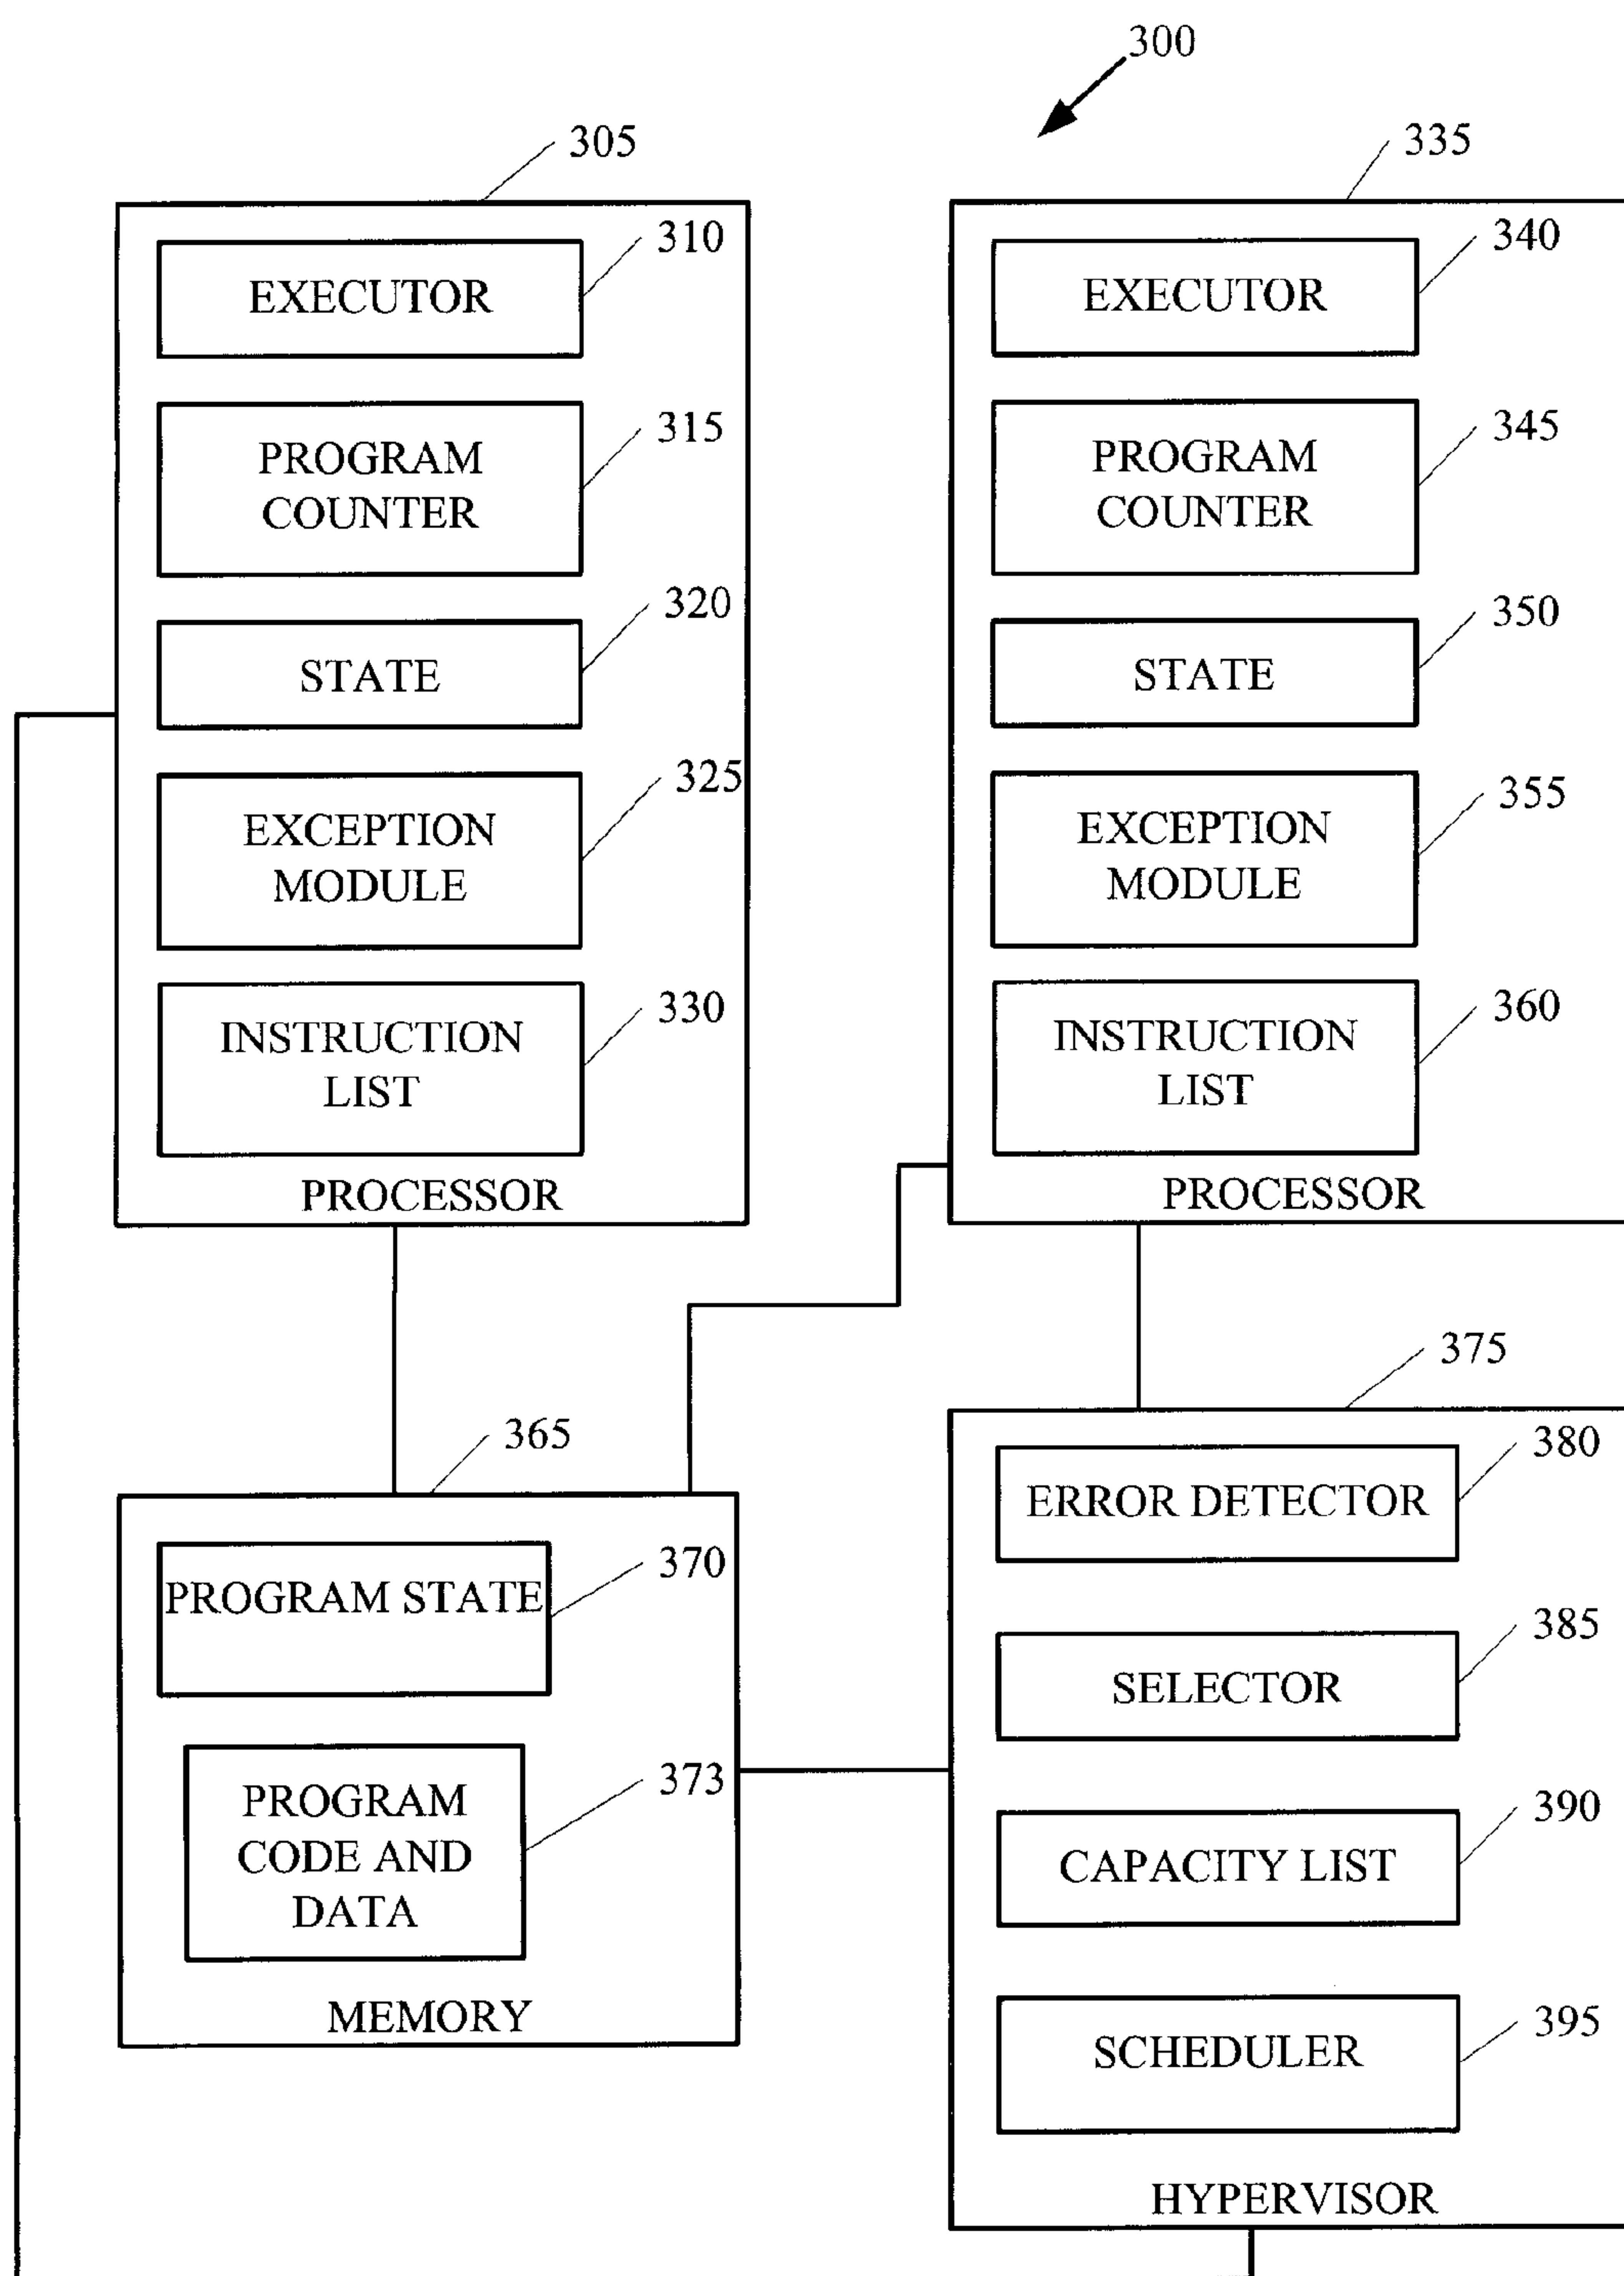 300
305
310
EXECUTOR
315
PROGRAM
COUNTER
320
STATE
325
EXCEPTION
MODULE
330
INSTRUCTION
LIST
PROCESSOR
335
340
EXECUTOR
345
PROGRAM
COUNTER
350
STATE
355
EXCEPTION
MODULE
360
INSTRUCTION
LIST
PROCESSOR
365
370
PROGRAM STATE
373
PROGRAM
CODE AND
DATA
MEMORY
375
380
ERROR DETECTOR
385
SELECTOR
390
CAPACITY LIST
395
SCHEDULER
HYPERVISOR